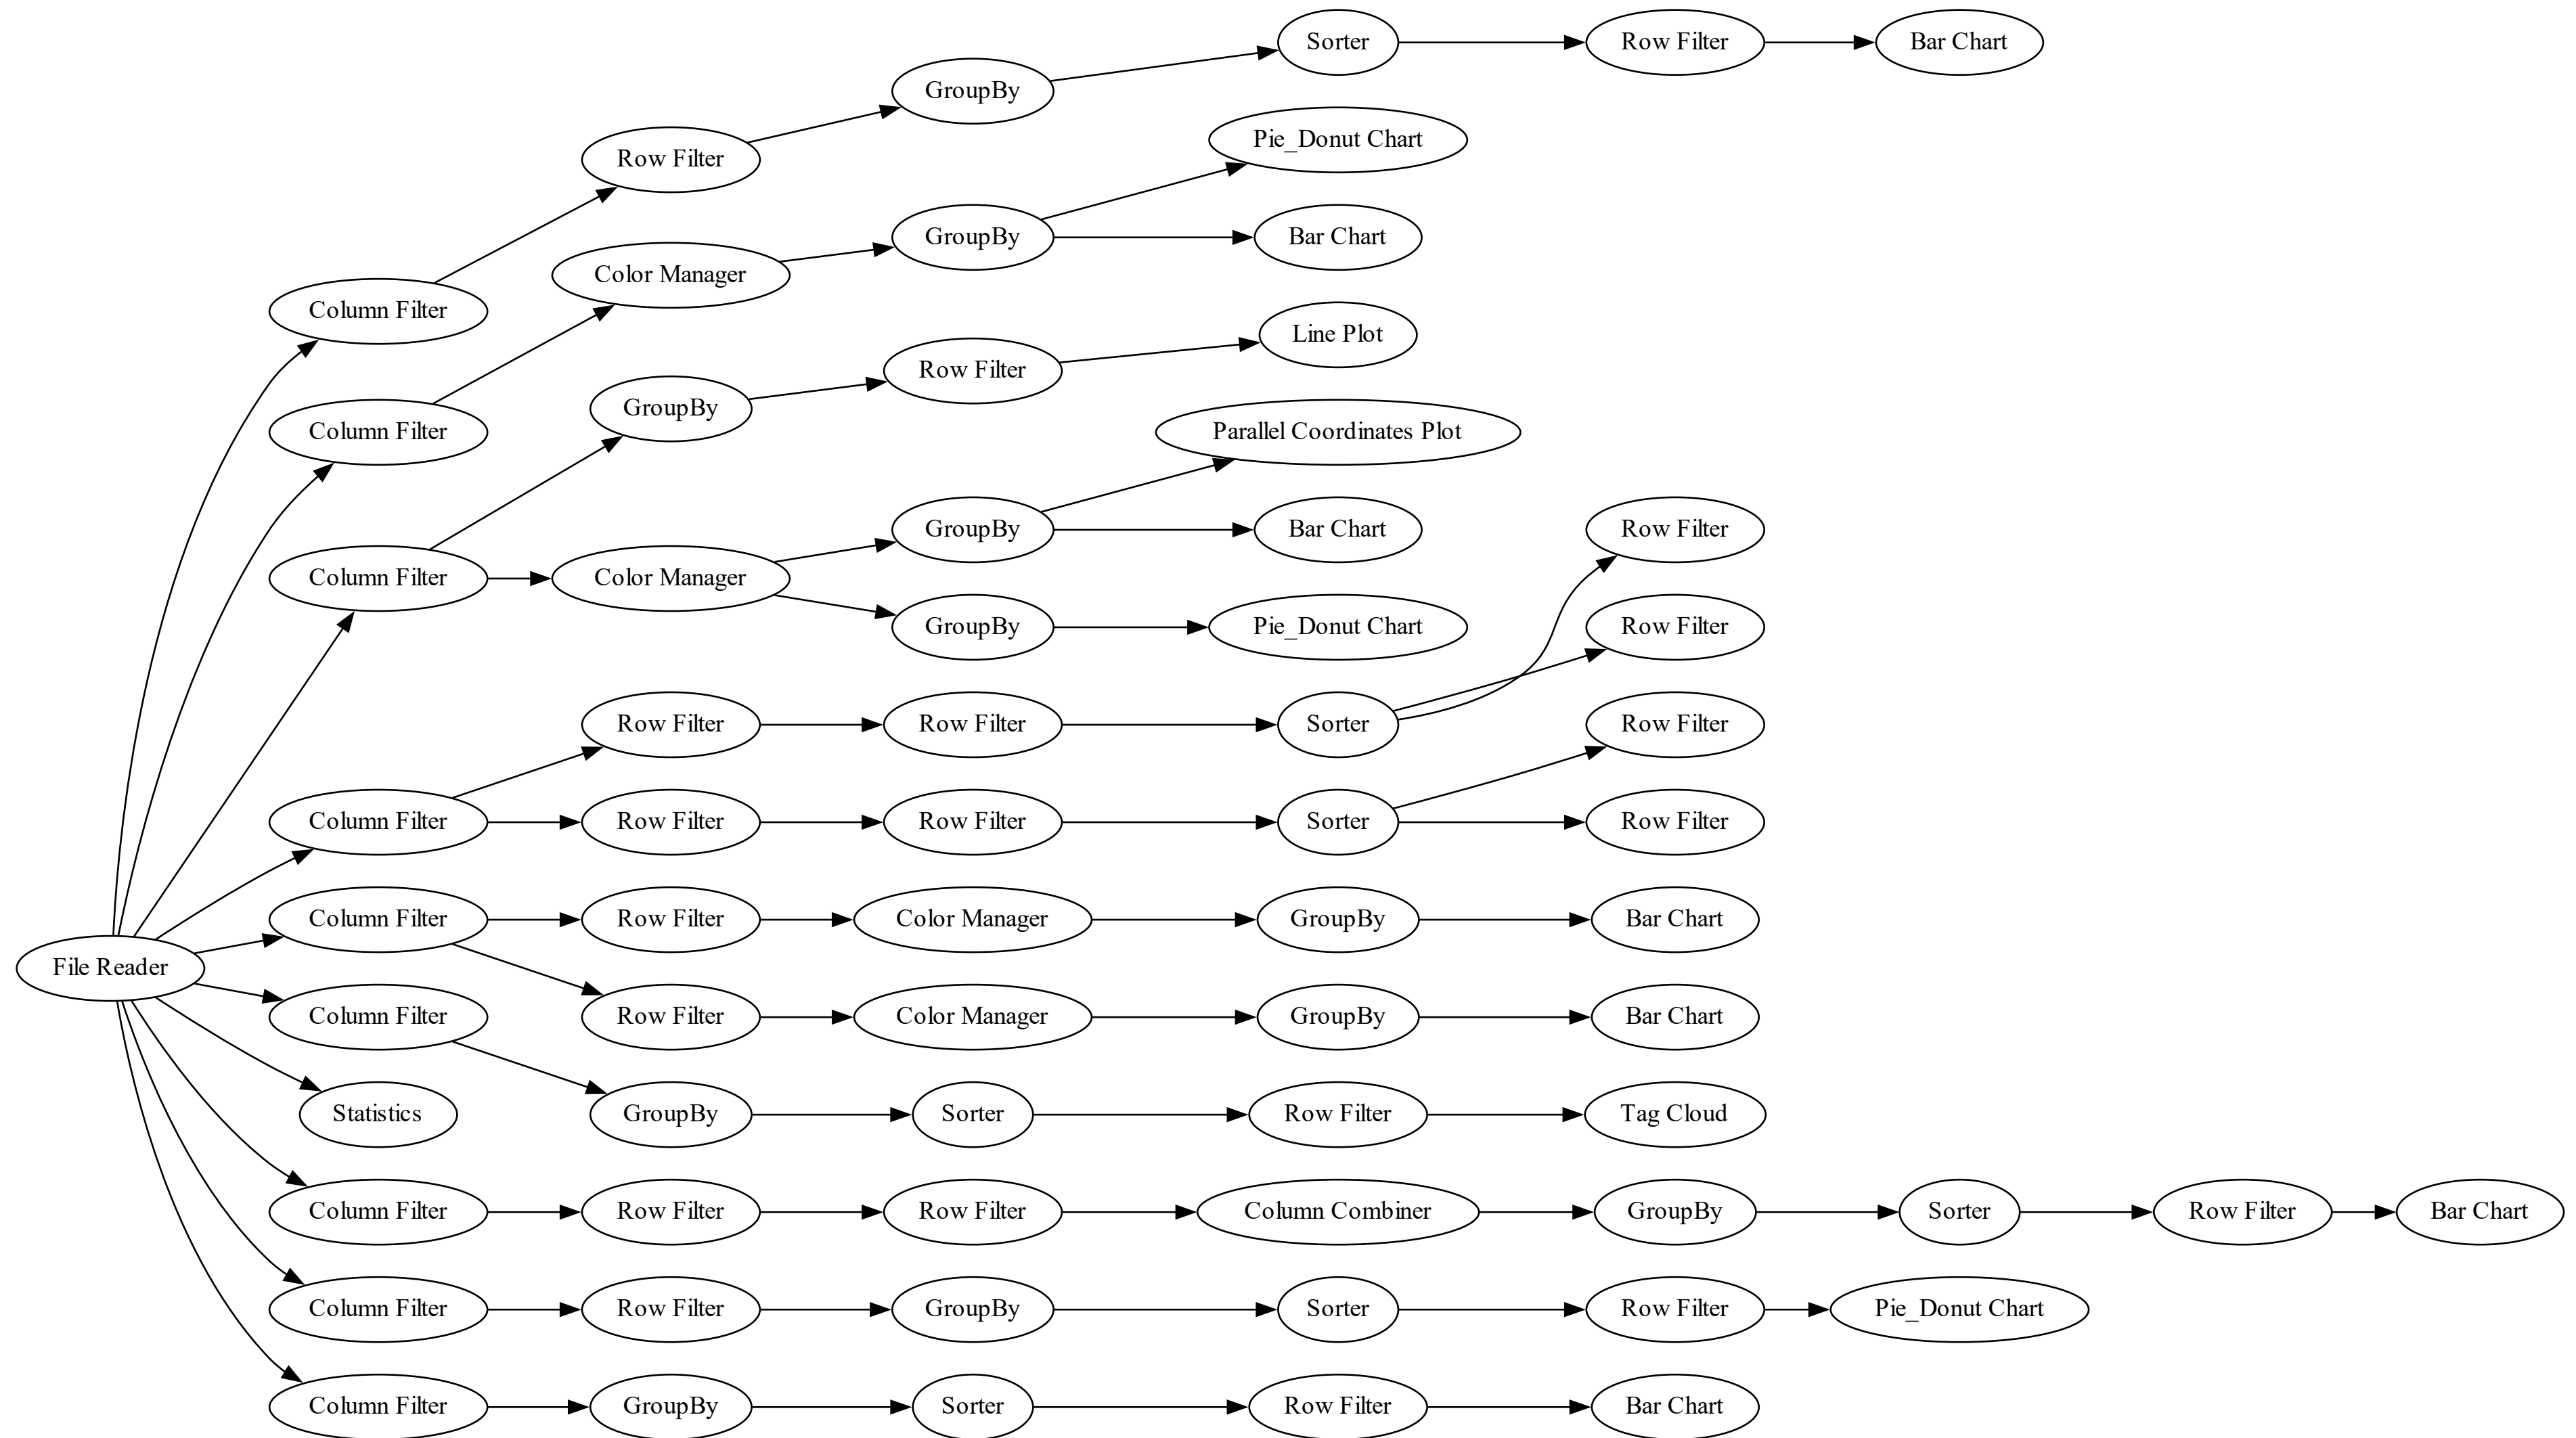 Sorter
Row Filter
Bar Chart
GroupBy
Pie_Donut Chart
Row Filter
GroupBy
Bar Chart
Color Manager
Column Filter
Line Plot
Row Filter
GroupBy
Column Filter
Parallel Coordinates Plot
GroupBy
Bar Chart
Row Filter
Column Filter
Color Manager
GroupBy
Pie_Donut Chart
Row Filter
Row Filter
Row Filter
Sorter
Row Filter
Column Filter
Row Filter
Row Filter
Sorter
Row Filter
Column Filter
Row Filter
Color Manager
GroupBy
Bar Chart
File Reader
Column Filter
Row Filter
Color Manager
GroupBy
Bar Chart
Statistics
GroupBy
Sorter
Row Filter
Tag Cloud
Column Filter
Row Filter
Row Filter
Column Combiner
GroupBy
Sorter
Row Filter
Bar Chart
Column Filter
Row Filter
GroupBy
Sorter
Row Filter
Pie_Donut Chart
Column Filter
GroupBy
Sorter
Row Filter
Bar Chart